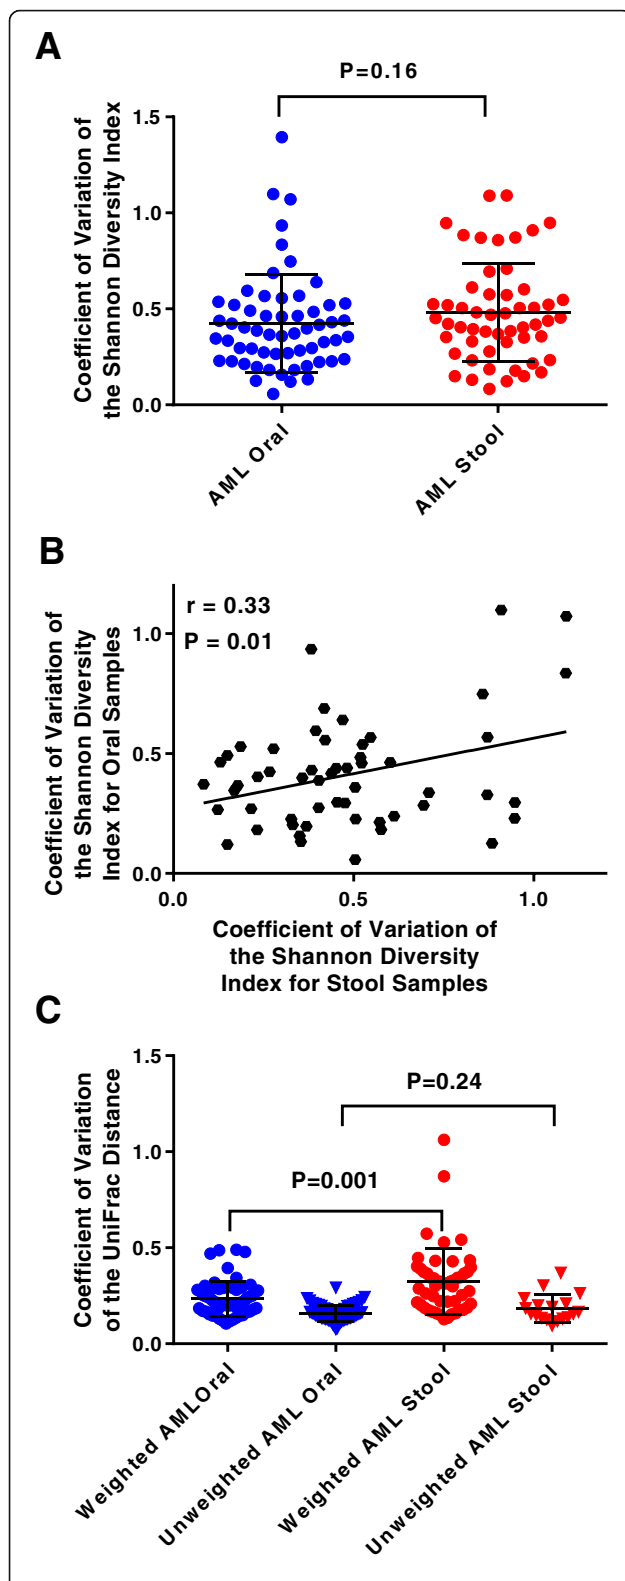 A
P=0.16
Coefficient of Variation of
the Shannon Diversity Index
1.5
1.0
0.5
0.0
AML Oral
AML Stool
B
r = 0.33
P = 0.01
Coefficient of Variation of
the Shannon Diversity
Index for Oral Samples
1.0
0.5
0.0
0.0
0.5
1.0
Coefficient of Variation of
the Shannon Diversity
Index for Stool Samples
C
Coefficient of Variation
of the UniFrac Distance
1.5
1.0
0.5
0.0
P=0.24
P=0.001
Weighted AMLOral
Unweighted AML Oral
Weighted AML Stool
Unweighted AML Stool